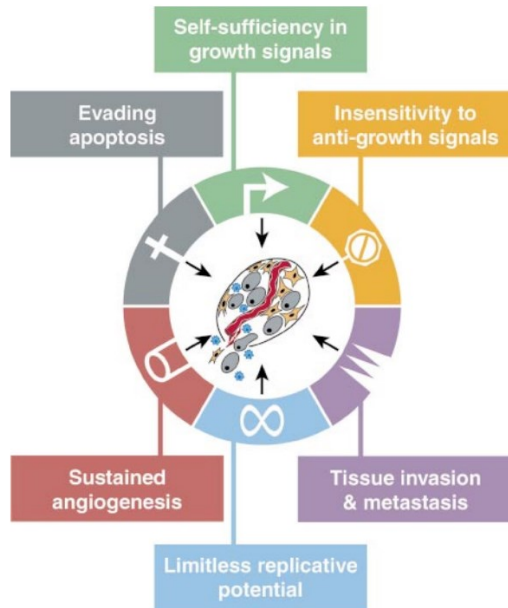 Self-sufficiency in
growth signals
Evading
apoptosis
Insensitivity to
anti-growth signals
Sustained
angiogenesis
Tissue invasion
& metastasis
Limitless replicative
potential